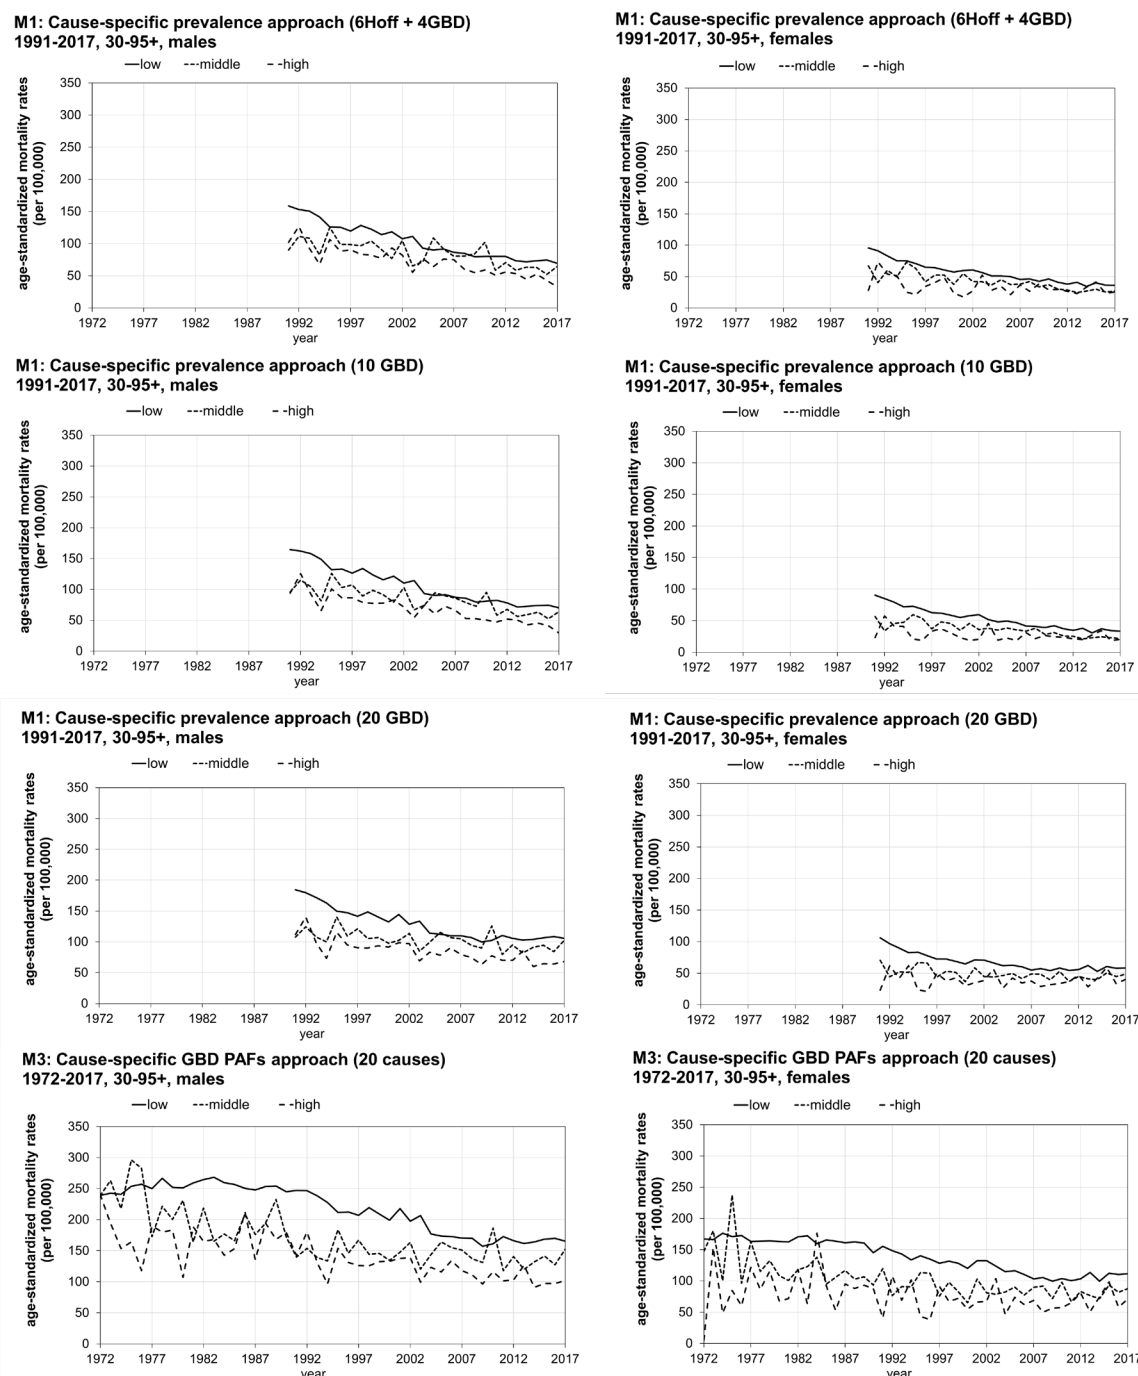 M1: Cause-specific prevalence approach (6Hoff + 4GBD)
1991-2017, 30-95+, males
low middle high
age-standardized mortality rates
(per 100,000)
350
300
250
200
150
100
50
0
1972 1977 1982 1987 1992 1997 2002 2007 2012 2017
year
M1: Cause-specific prevalence approach (6Hoff + 4GBD)
1991-2017, 30-95+, females
low middle high
age-standardized mortality rates
(per 100,000)
350
300
250
200
150
100
50
0
1972 1977 1982 1987 1992 1997 2002 2007 2012 2017
year
M1: Cause-specific prevalence approach (10 GBD)
1991-2017, 30-95+, males
low middle high
age-standardized mortality rates
(per 100,000)
350
300
250
200
150
100
50
0
1972 1977 1982 1987 1992 1997 2002 2007 2012 2017
year
M1: Cause-specific prevalence approach (10 GBD)
1991-2017, 30-95+, females
low middle high
age-standardized mortality rates
(per 100,000)
350
300
250
200
150
100
50
0
1972 1977 1982 1987 1992 1997 2002 2007 2012 2017
year
M1: Cause-specific prevalence approach (20 GBD)
1991-2017, 30-95+, males
low middle high
age-standardized mortality rates
(per 100,000)
350
300
250
200
150
100
50
0
1972 1977 1982 1987 1992 1997 2002 2007 2012 2017
year
M1: Cause-specific prevalence approach (20 GBD)
1991-2017, 30-95+, females
low middle high
age-standardized mortality rates
(per 100,000)
350
300
250
200
150
100
50
0
1972 1977 1982 1987 1992 1997 2002 2007 2012 2017
year
M3: Cause-specific GBD PAFs approach (20 causes)
1972-2017, 30-95+, males
low middle high
age-standardized mortality rates
(per 100,000)
350
300
250
200
150
100
50
0
1972 1977 1982 1987 1992 1997 2002 2007 2012 2017
year
M3: Cause-specific GBD PAFs approach (20 causes)
1972-2017, 30-95+, females
low middle high
age-standardized mortality rates
(per 100,000)
350
300
250
200
150
100
50
0
1972 1977 1982 1987 1992 1997 2002 2007 2012 2017
year